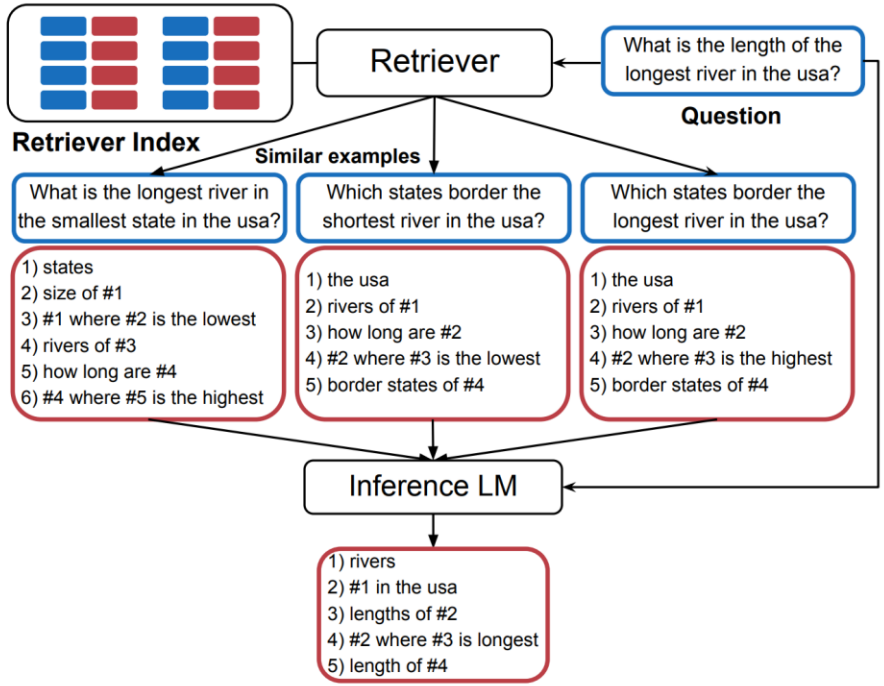 Retriever
What is the length of the
longest river in the usa?
Question
Retriever Index
Similar examples
What is the longest river in
the smallest state in the usa?
1) states
2) size of #1
3) #1 where #2 is the lowest
4) rivers of #3
5) how long are #4
6) #4 where #5 is the highest
Which states border the
shortest river in the usa?
1) the usa
2) rivers of #1
3) how long are #2
4) #2 where #3 is the lowest
5) border states of #4
Which states border the
longest river in the usa?
1) the usa
2) rivers of #1
3) how long are #2
4) #2 where #3 is the highest
5) border states of #4
Inference LM
1) rivers
2) #1 in the usa
3) lengths of #2
4) #2 where #3 is longest
5) length of #4